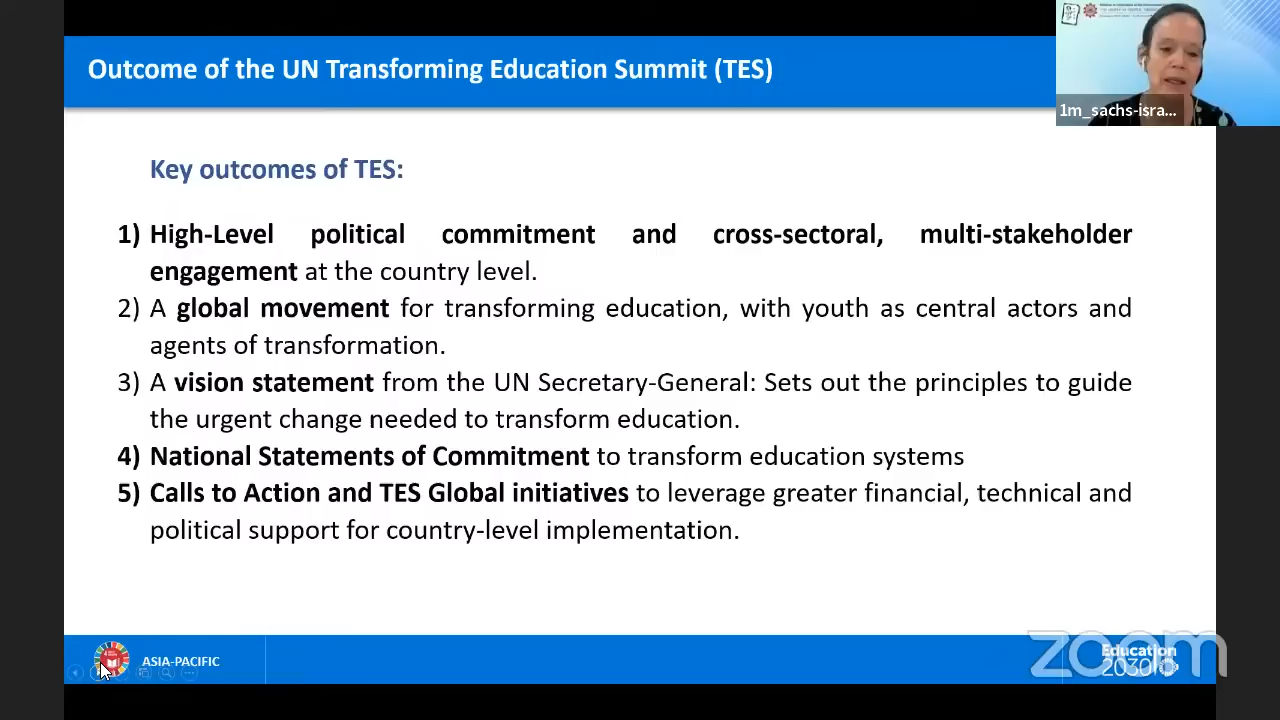 Outcome of the UN Transforming Education Summit (TES)
1m_sachs-isra...
Key outcomes of TES:
1) High-Level political commitment and cross-sectoral, multi-stakeholder
engagement at the country level.
2) A global movement for transforming education, with youth as central actors and
agents of transformation.
3) A vision statement from the UN Secretary-General: Sets out the principles to guide
the urgent change needed to transform education.
4) National Statements of Commitment to transform education systems
5) Calls to Action and TES Global initiatives to leverage greater financial, technical and
political support for country-level implementation.
ASIA-PACIFIC
Education
2030
zoom